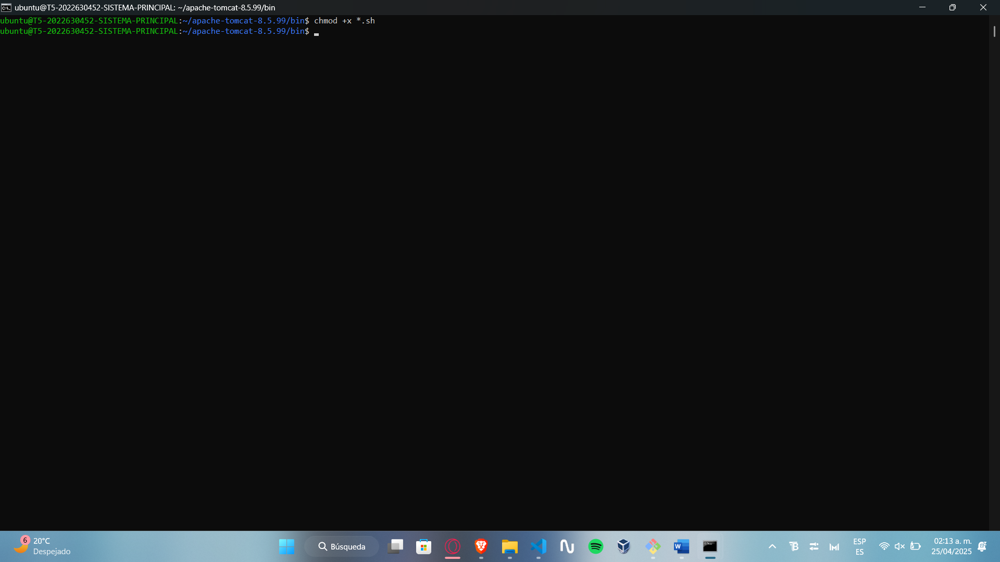 ubuntu@T5-2022630452-SISTEMA-PRINCIPAL: ~/apache-tomcat-8.5.99/bin
ubuntu@T5-2022630452-SISTEMA-PRINCIPAL:~/apache-tomcat-8.5.99/bin$ chmod +x *.sh
ubuntu@T5-2022630452-SISTEMA-PRINCIPAL:~/apache-tomcat-8.5.99/bin$
6
20°C
Despejado
Búsqueda
ESP
ES
02:13 a. m.
25/04/2025